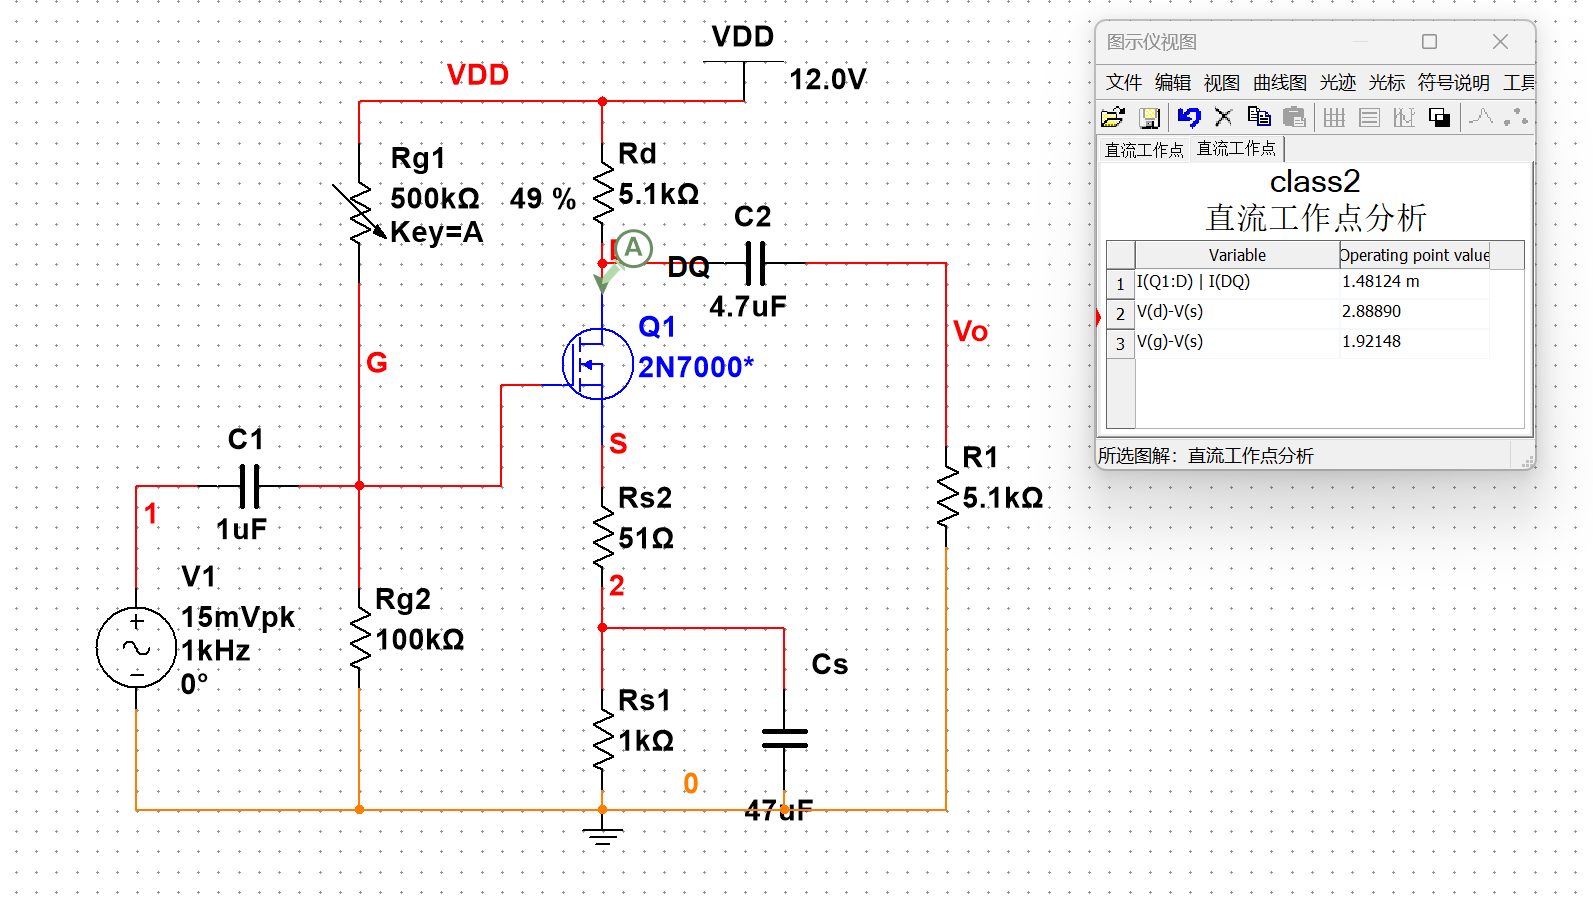 VDD
VDD
12.0V
Rg1
500kΩ 49 %
Key=A
Rd
5.1kΩ
C2
DQ
4.7uF
Q1
2N7000*
G
Vo
S
C1
1uF
1
Rs2
51Ω
R1
5.1kΩ
2
V1
15mVpk
1kHz
0°
Rg2
100kΩ
Cs
Rs1
1kΩ
0
47uF
A
图示仪视图
文件 编辑 视图 曲线图 光迹 光标 符号说明
直流工作点 直流工作点
class2
直流工作点分析
Variable Operating point value
1 I(Q1:D) | I(DQ) 1.48124 m
2 V(d)-V(s) 2.88890
3 V(g)-V(s) 1.92148
所选图解：直流工作点分析